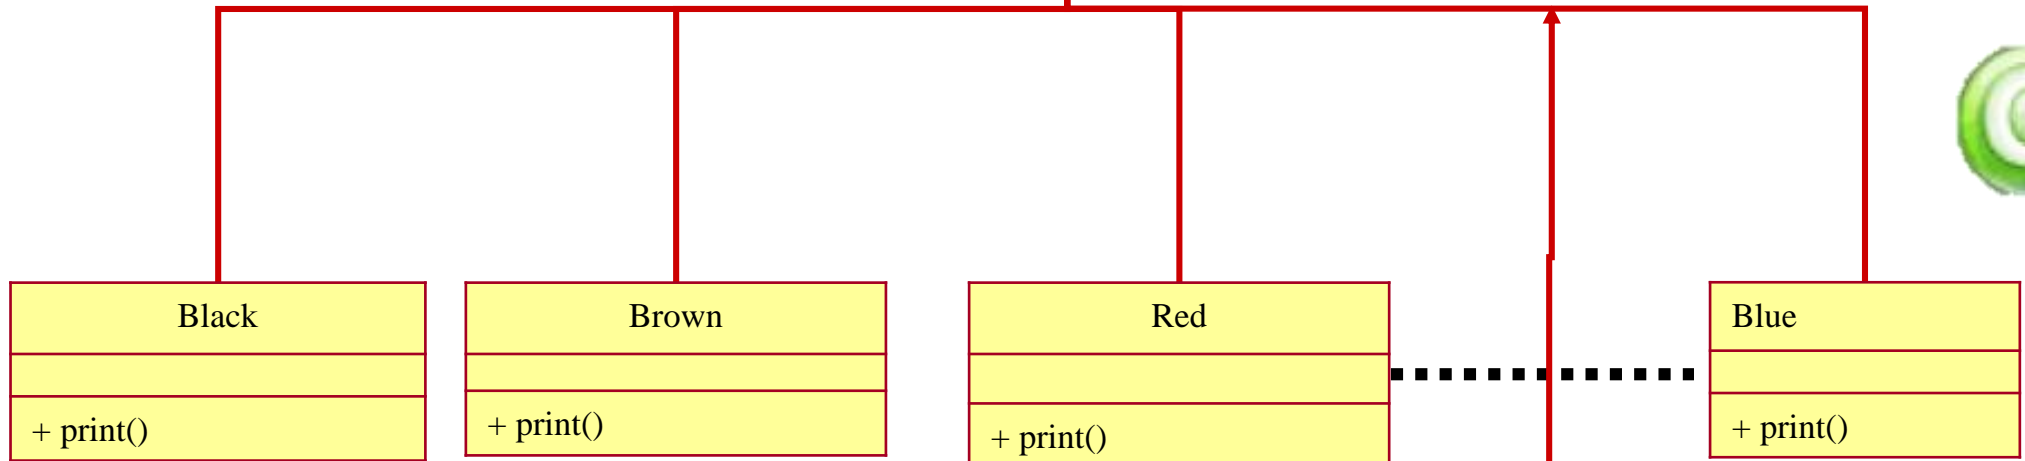 Black
Brown
Red
Blue
+ print()
+ print()
+ print()
+ print()